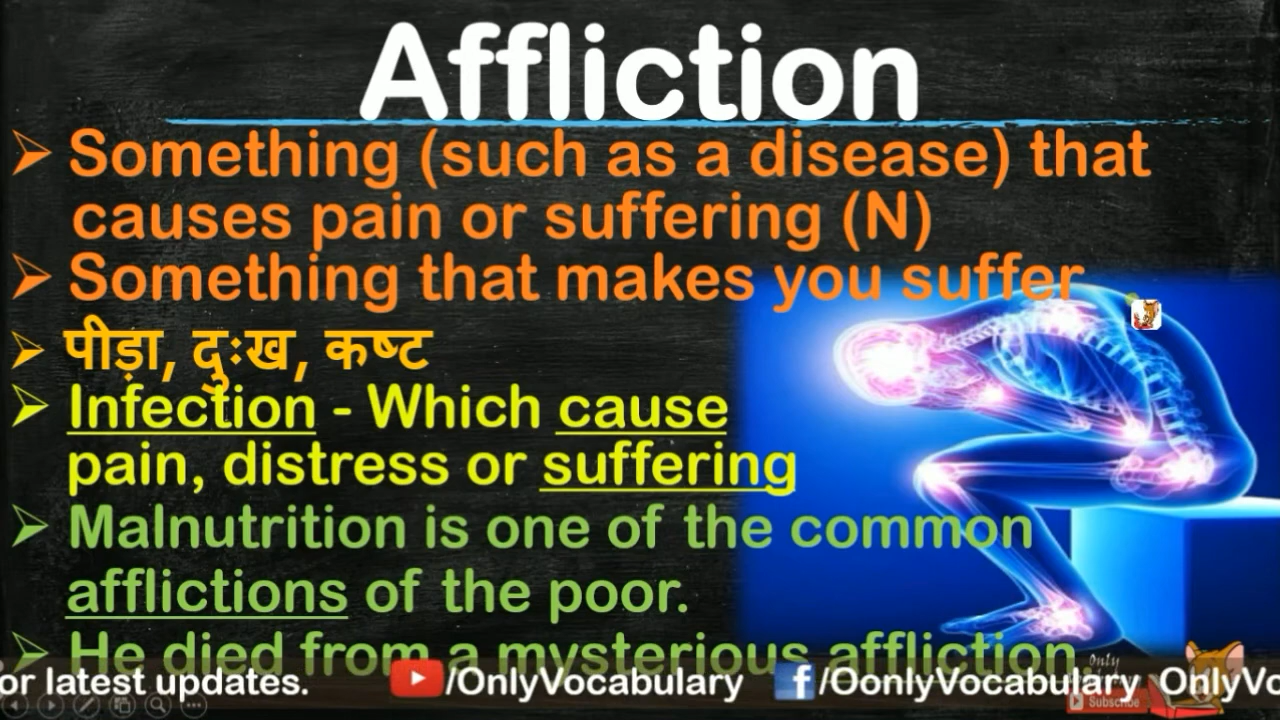 Affliction
➢ Something (such as a disease) that
causes pain or suffering (N)
➢ Something that makes you suffer
➢ पीड़ा, दुःख, कष्ट
➢ Infection - Which cause
pain, distress or suffering
➢ Malnutrition is one of the common
afflictions of the poor.
➢ He died from a mysterious affliction
or latest updates. /OnlyVocabulary f /OonlyVocabulary OnlyVo
Only
Subscribe